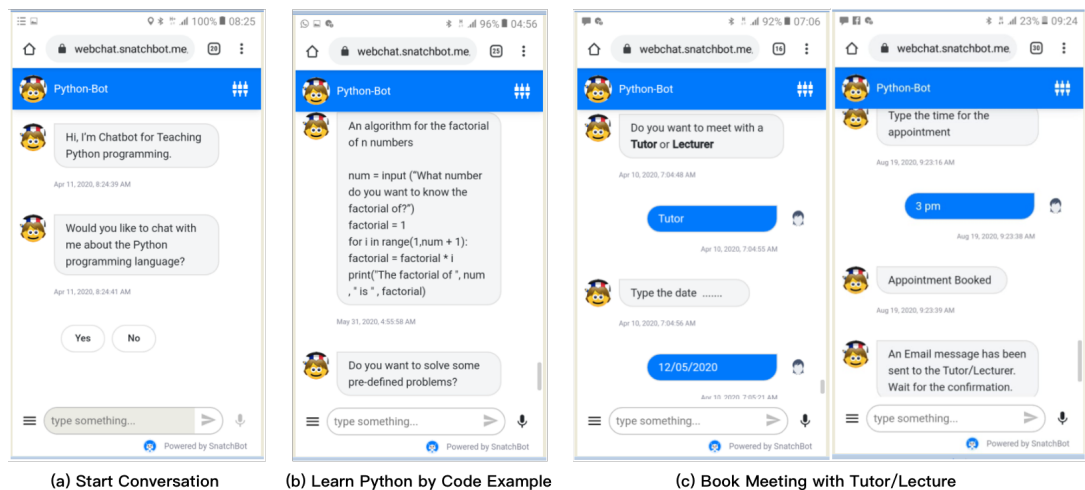 100% 08:25
webchat.snatchbot.me. 20
Python-Bot
Hi, I'm Chatbot for Teaching
Python programming.
Apr 11, 2020, 8:24:39 AM
Would you like to chat with
me about the Python
programming language?
Apr 11, 2020, 8:24:41 AM
Yes No
type something...
Powered by SnatchBot
(a) Start Conversation
96% 04:56
webchat.snatchbot.me. 25
Python-Bot
An algorithm for the factorial
of n numbers
num = input ("What number
do you want to know the
factorial of?")
factorial = 1
for i in range(1,num + 1):
factorial = factorial * i
print("The factorial of ", num
, " is " , factorial)
May 31, 2020, 4:55:58 AM
Do you want to solve some
pre-defined problems?
type something...
Powered by SnatchBot
(b) Learn Python by Code Example
92% 07:06
webchat.snatchbot.me. 16
Python-Bot
Do you want to meet with a
Tutor or Lecturer
Apr 10, 2020, 7:04:48 AM
Tutor
Apr 10, 2020, 7:04:55 AM
Type the date .......
Apr 10, 2020, 7:04:56 AM
12/05/2020
Apr 10, 2020, 7:05:21 AM
type something...
Powered by SnatchBot
23% 09:24
webchat.snatchbot.me. 30
Python-Bot
Type the time for the
appointment
Aug 19, 2020, 9:23:16 AM
3 pm
Aug 19, 2020, 9:23:38 AM
Appointment Booked
Aug 19, 2020, 9:23:39 AM
An Email message has been
sent to the Tutor/Lecturer.
Wait for the confirmation.
type something...
Powered by SnatchBot
(c) Book Meeting with Tutor/Lecture